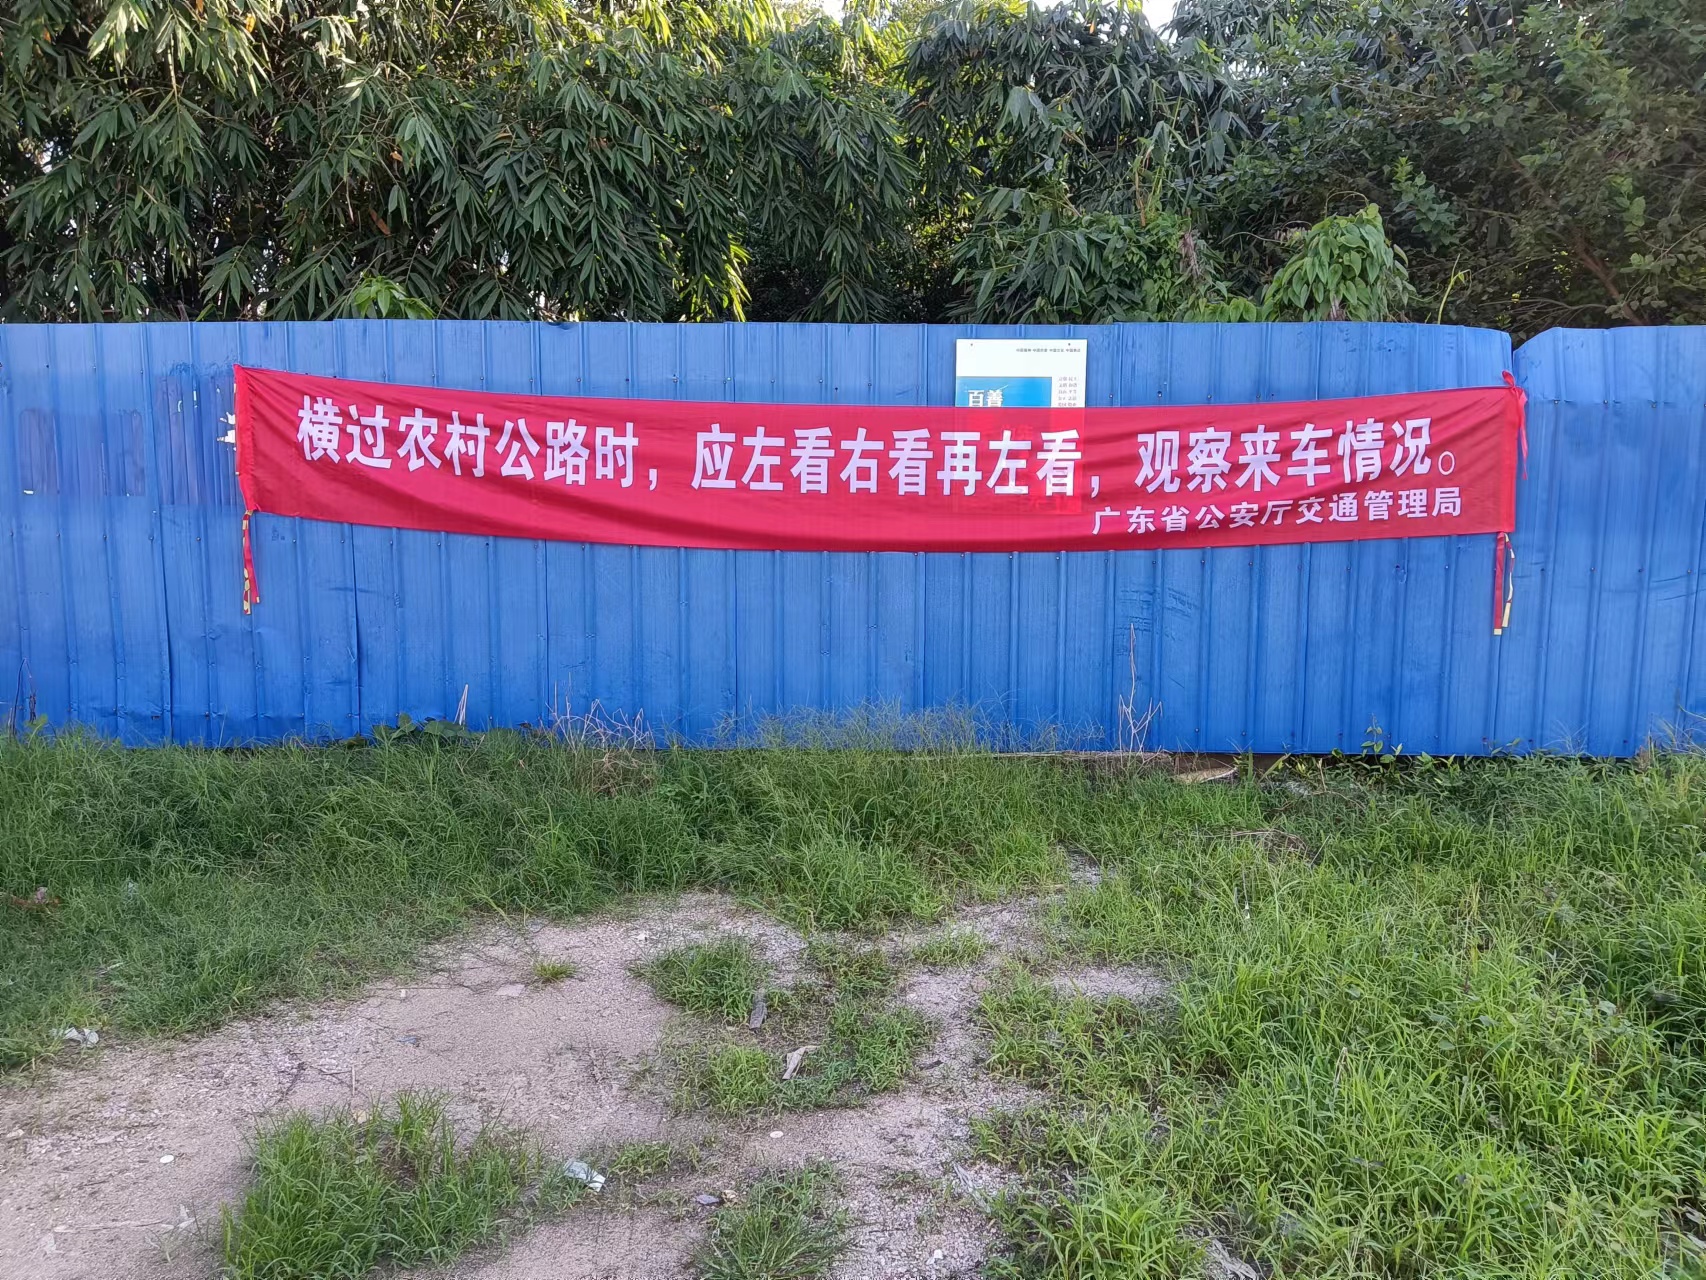 百善
横过农村公路时，应左看右看再左看，观察来车情况。
广东省公安厅交通管理局